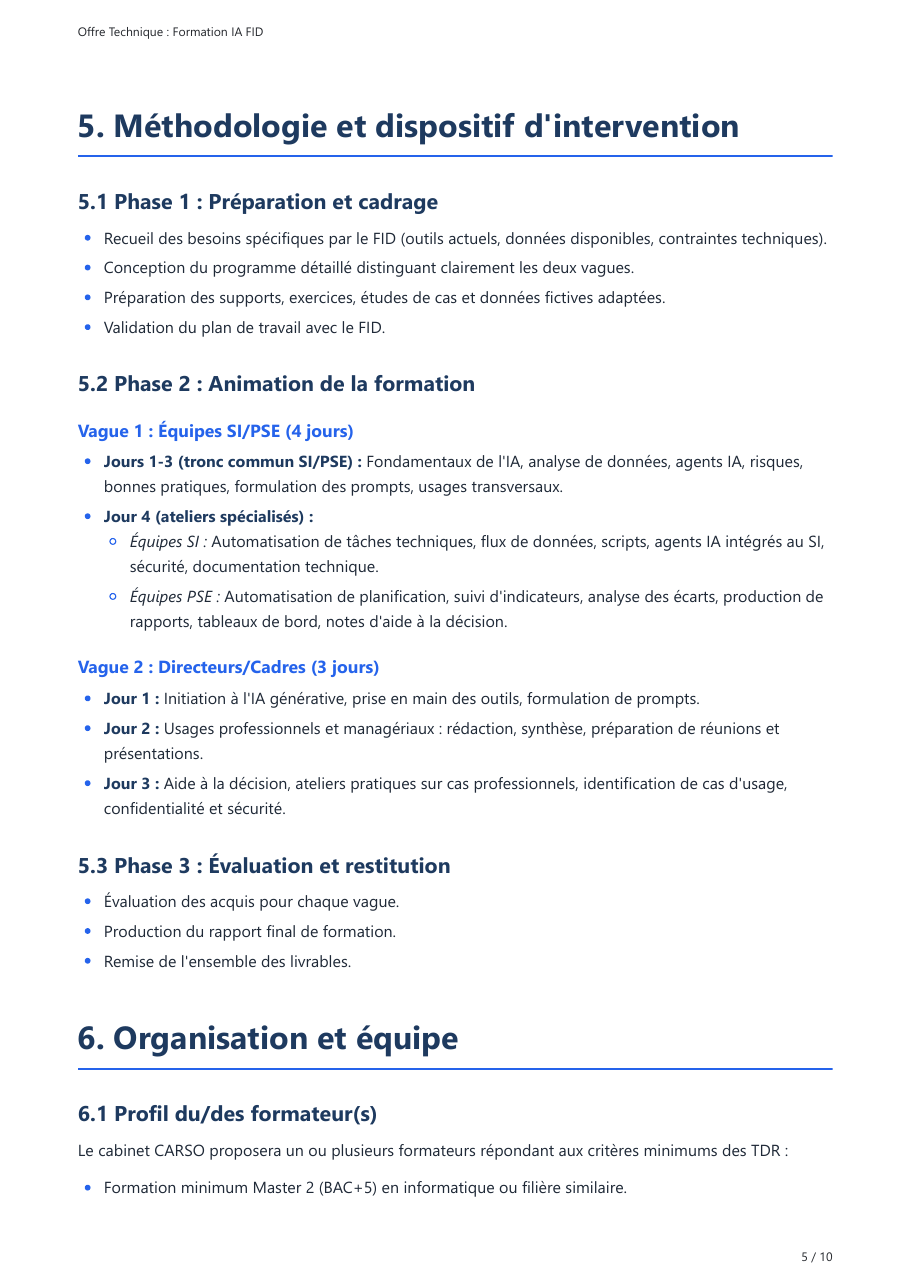 Offre Technique : Formation IA FID
5. Méthodologie et dispositif d'intervention
5.1 Phase 1 : Préparation et cadrage
• Recueil des besoins spécifiques par le FID (outils actuels, données disponibles, contraintes techniques).
• Conception du programme détaillé distinguant clairement les deux vagues.
• Préparation des supports, exercices, études de cas et données fictives adaptées.
• Validation du plan de travail avec le FID.
5.2 Phase 2 : Animation de la formation
Vague 1 : Équipes SI/PSE (4 jours)
• Jours 1-3 (tronc commun SI/PSE) : Fondamentaux de l'IA, analyse de données, agents IA, risques,
bonnes pratiques, formulation des prompts, usages transversaux.
• Jour 4 (ateliers spécialisés) :
◦ Équipes SI : Automatisation de tâches techniques, flux de données, scripts, agents IA intégrés au SI,
sécurité, documentation technique.
◦ Équipes PSE : Automatisation de planification, suivi d'indicateurs, analyse des écarts, production de
rapports, tableaux de bord, notes d'aide à la décision.
Vague 2 : Directeurs/Cadres (3 jours)
• Jour 1 : Initiation à l'IA générative, prise en main des outils, formulation de prompts.
• Jour 2 : Usages professionnels et managériaux : rédaction, synthèse, préparation de réunions et
présentations.
• Jour 3 : Aide à la décision, ateliers pratiques sur cas professionnels, identification de cas d'usage,
confidentialité et sécurité.
5.3 Phase 3 : Évaluation et restitution
• Évaluation des acquis pour chaque vague.
• Production du rapport final de formation.
• Remise de l'ensemble des livrables.
6. Organisation et équipe
6.1 Profil du/des formateur(s)
Le cabinet CARSO proposera un ou plusieurs formateurs répondant aux critères minimums des TDR :
• Formation minimum Master 2 (BAC+5) en informatique ou filière similaire.
5 / 10